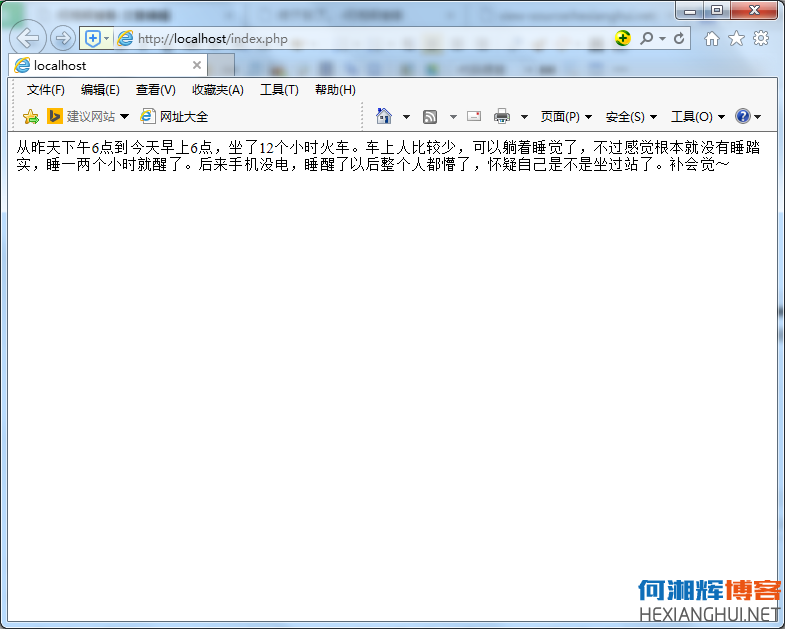 http://localhost/index.php
localhost
文件(F) 编辑(E) 查看(V) 收藏夹(A) 工具(T) 帮助(H)
建议网站 网址大全 页面(P) 安全(S) 工具(O)
从昨天下午6点到今天早上6点，坐了12个小时火车。车上人比较少，可以躺着睡觉了，不过感觉根本就没有睡踏
实，睡一两个小时就醒了。后来手机没电，睡醒了以后整个人都懵了，怀疑自己是不是坐过站了。补会觉～
何湘辉博客
HEXIANGHUI.NET